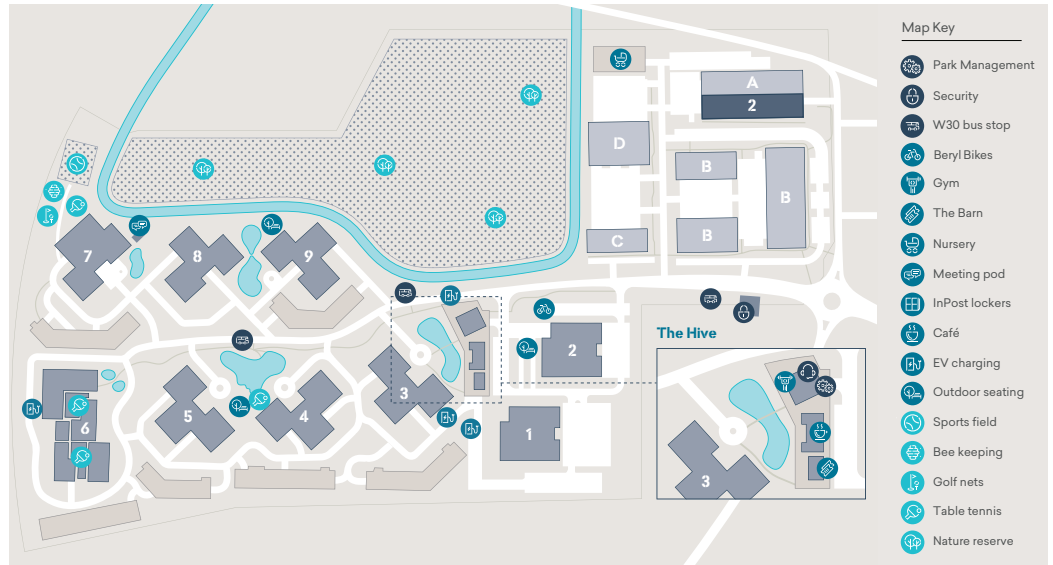 Map Key
Park Management
Security
W30 bus stop
Beryl Bikes
Gym
The Barn
Nursery
Meeting pod
InPost lockers
Café
EV charging
Outdoor seating
Sports field
Bee keeping
Golf nets
Table tennis
Nature reserve
A
2
D
B
B
C
B
7
8
9
The Hive
2
3
5
4
6
1
3